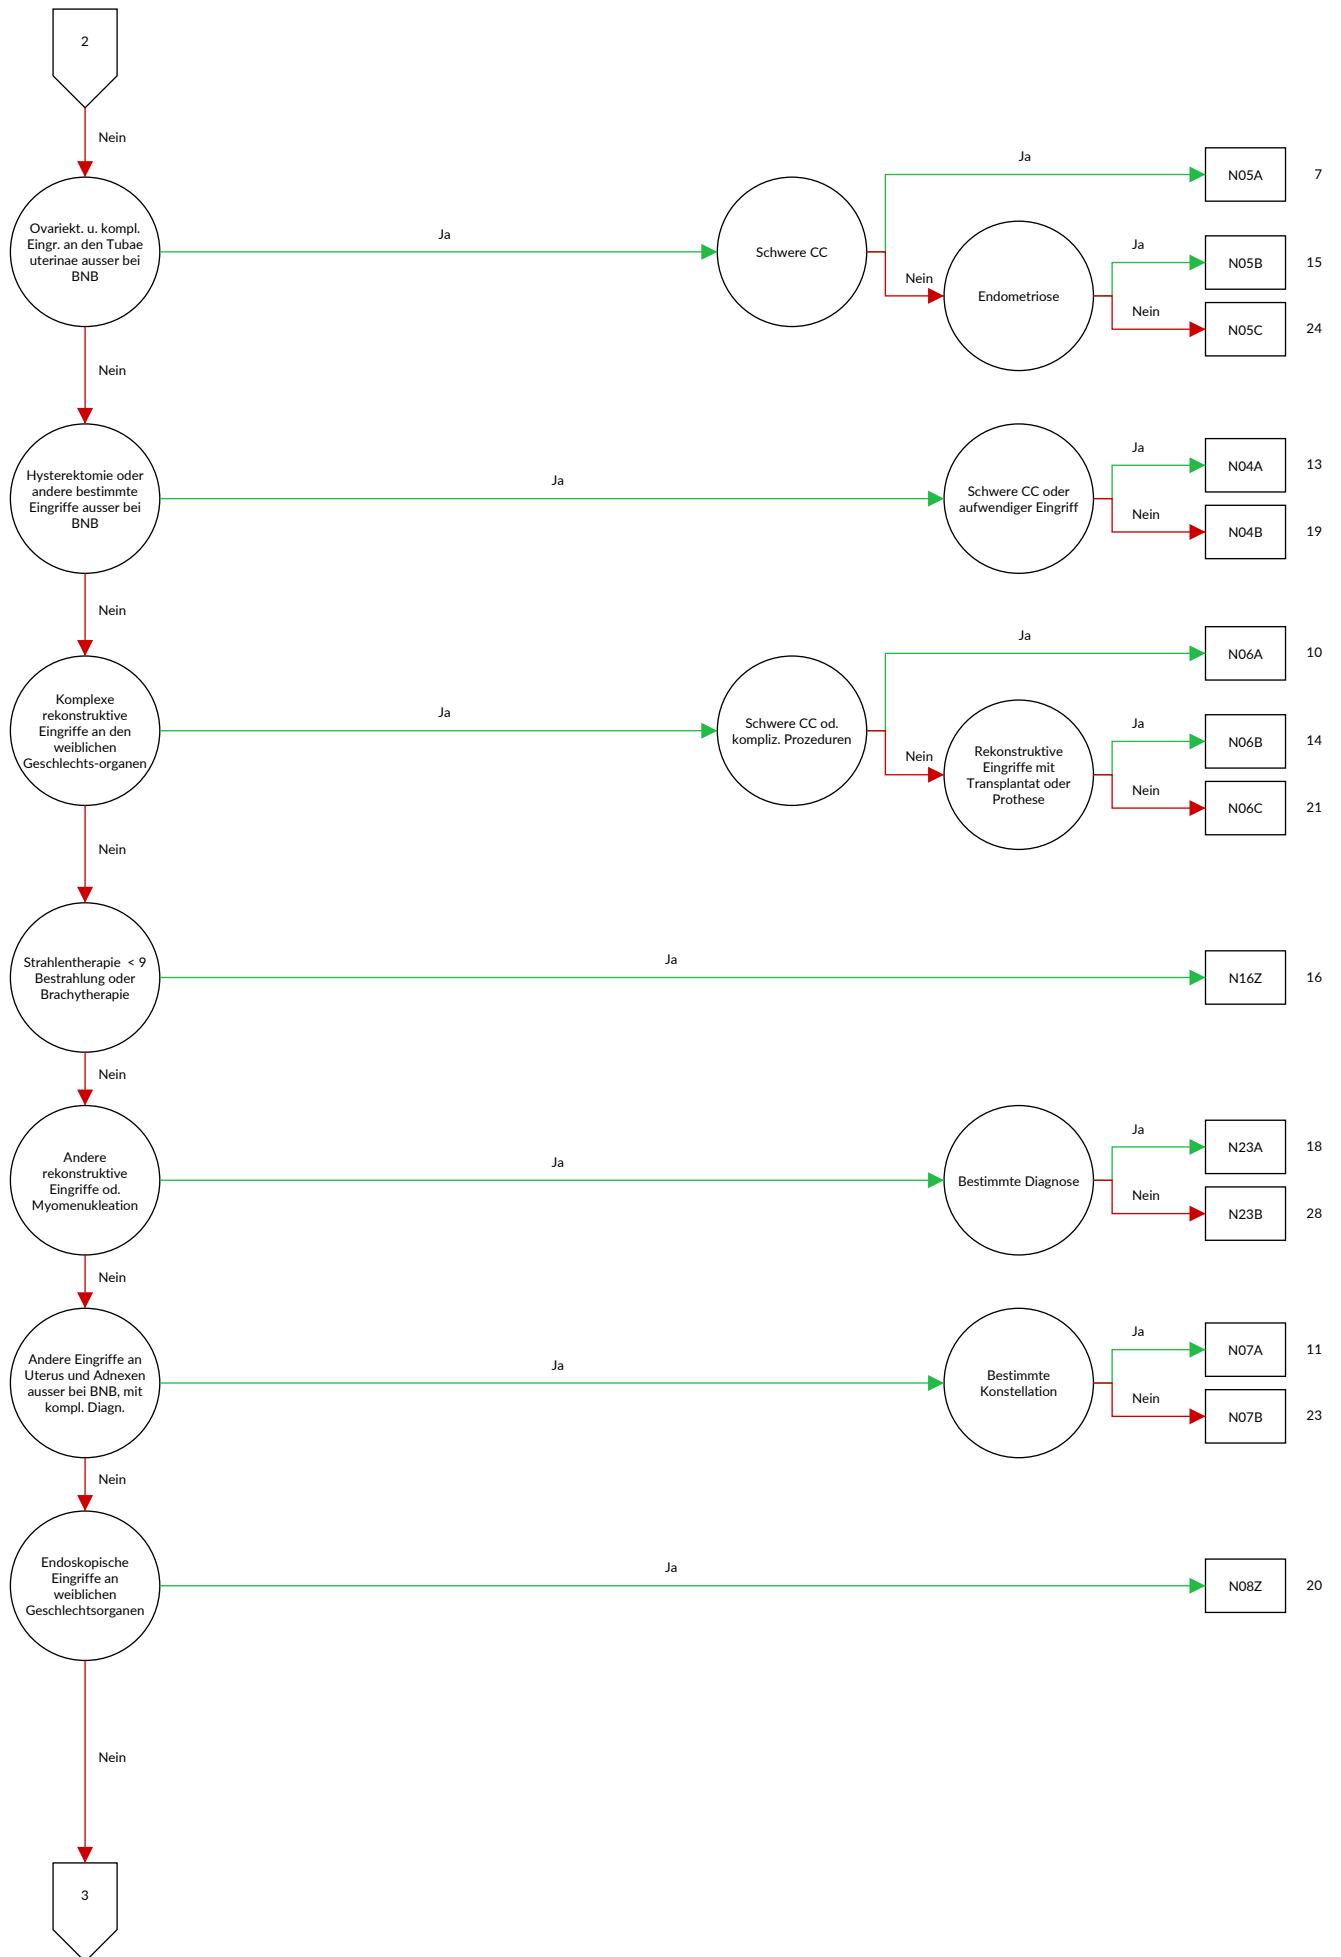 2
Nein
Ovariekt. u. kompl.
Eingr. an den Tubae
uterinae ausser bei
BNB
Ja
Schwere CC
Ja
N05A
7
Nein
Endometriose
Ja
N05B
15
Nein
N05C
24
Nein
Hysterektomie oder
andere bestimmte
Eingriffe ausser bei
BNB
Ja
Schwere CC oder
aufwendiger Eingriff
Ja
N04A
13
Nein
N04B
19
Nein
Komplexe
rekonstruktive
Eingriffe an den
weiblichen
Geschlechts-organen
Ja
Schwere CC od.
kompliz. Prozeduren
Ja
N06A
10
Nein
Rekonstruktive
Eingriffe mit
Transplantat oder
Prothese
Ja
N06B
14
Nein
N06C
21
Nein
Strahlentherapie < 9
Bestrahlung oder
Brachytherapie
Ja
N16Z
16
Nein
Andere
rekonstruktive
Eingriffe od.
Myomenukleation
Ja
Bestimmte Diagnose
Ja
N23A
18
Nein
N23B
28
Nein
Andere Eingriffe an
Uterus und Adnexen
ausser bei BNB, mit
kompl. Diagn.
Ja
Bestimmte
Konstellation
Ja
N07A
11
Nein
N07B
23
Nein
Endoskopische
Eingriffe an
weiblichen
Geschlechtsorganen
Ja
N08Z
20
Nein
3